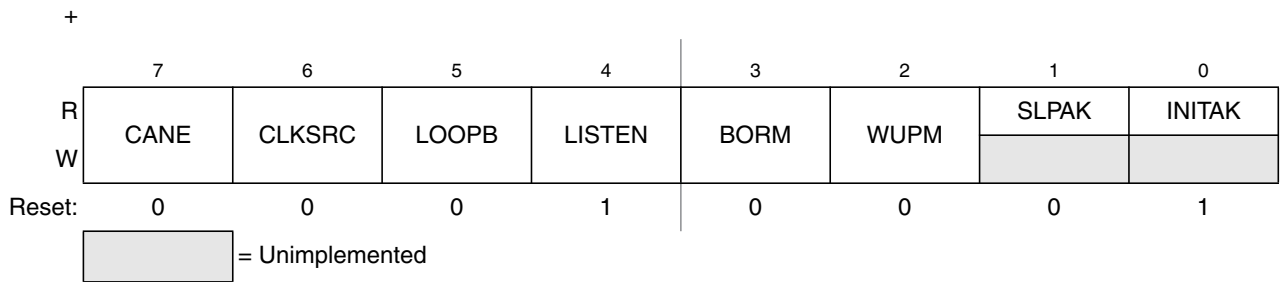 +
7 6 5 4 3 2 1 0
R CANE CLKSRC LOOPB LISTEN BORM WUPM SLPAK INITAK
W
Reset: 0 0 0 1 0 0 0 1
= Unimplemented